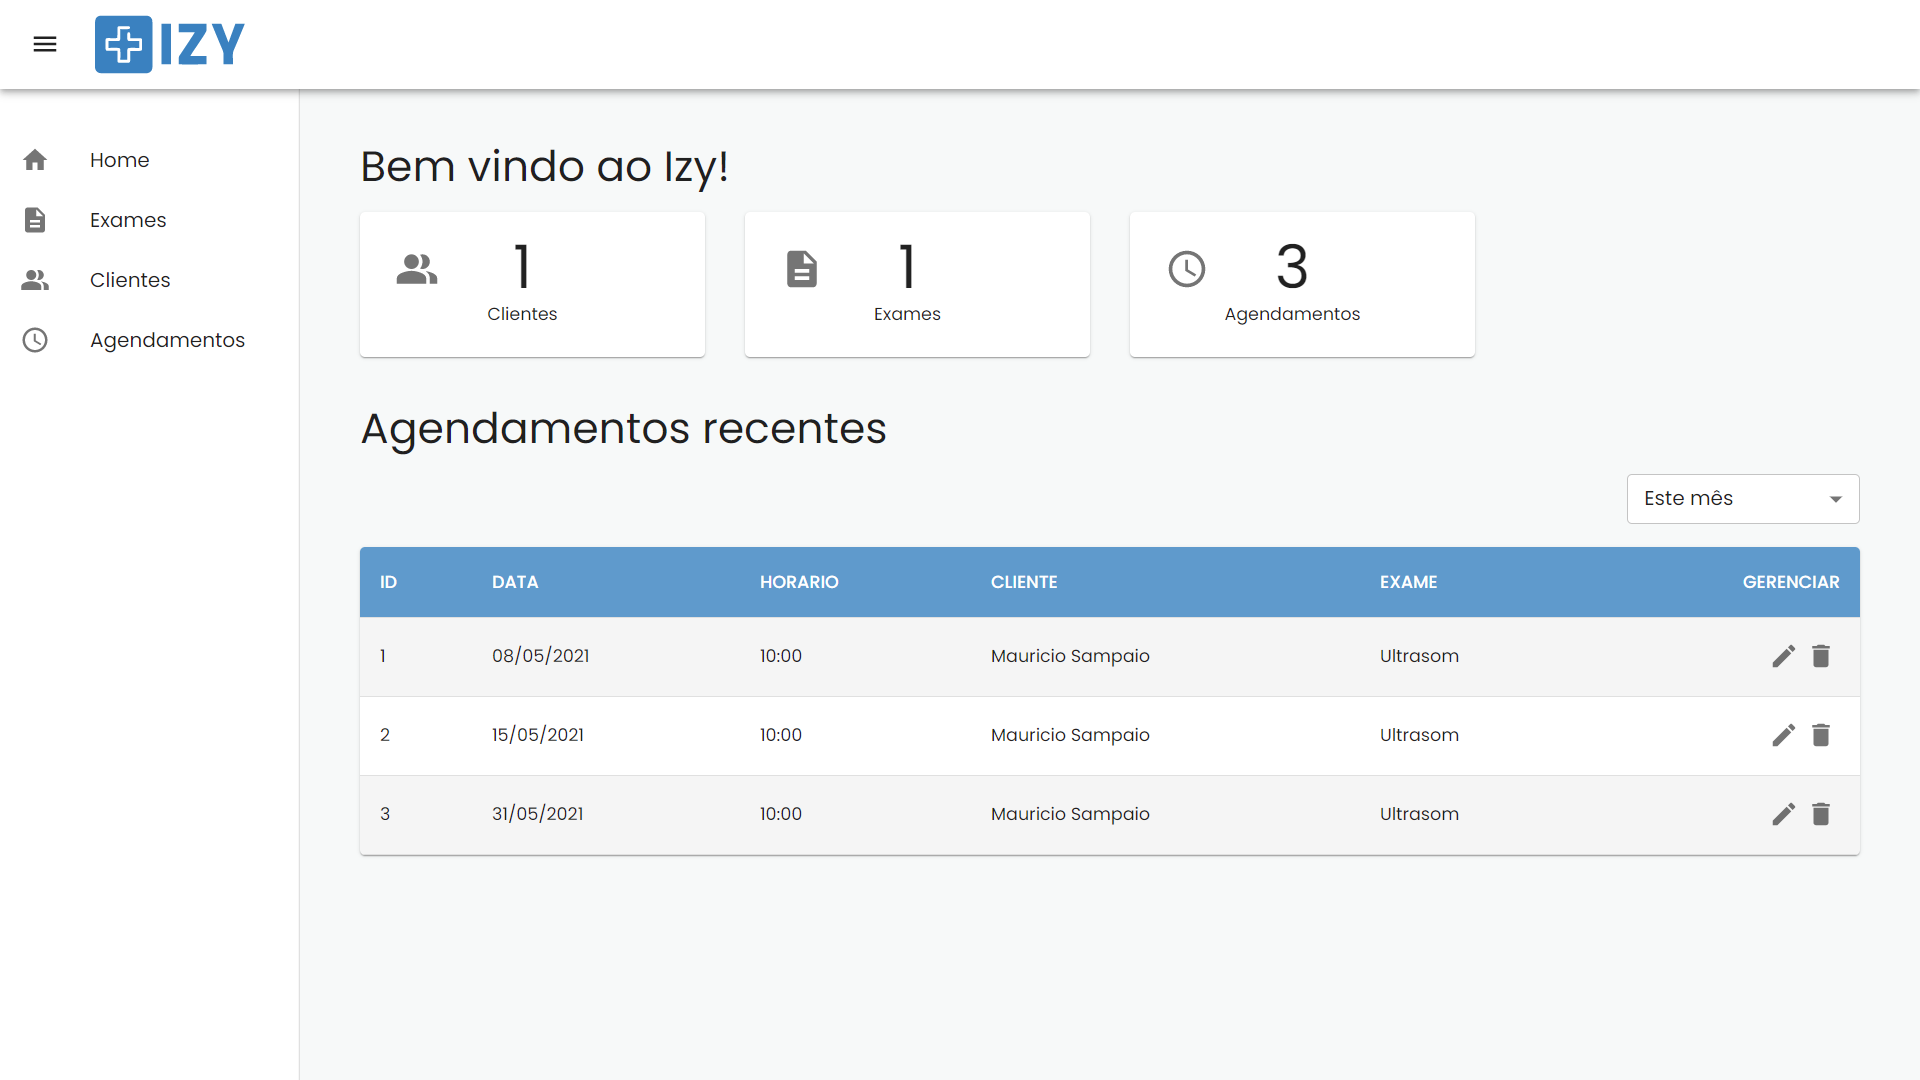 IZY
Home
Exames
Clientes
Agendamentos
Bem vindo ao Izy!
1
Clientes
1
Exames
3
Agendamentos
Agendamentos recentes
Este mês
ID DATA HORARIO CLIENTE EXAME GERENCIAR
1 08/05/2021 10:00 Mauricio Sampaio Ultrasom
2 15/05/2021 10:00 Mauricio Sampaio Ultrasom
3 31/05/2021 10:00 Mauricio Sampaio Ultrasom